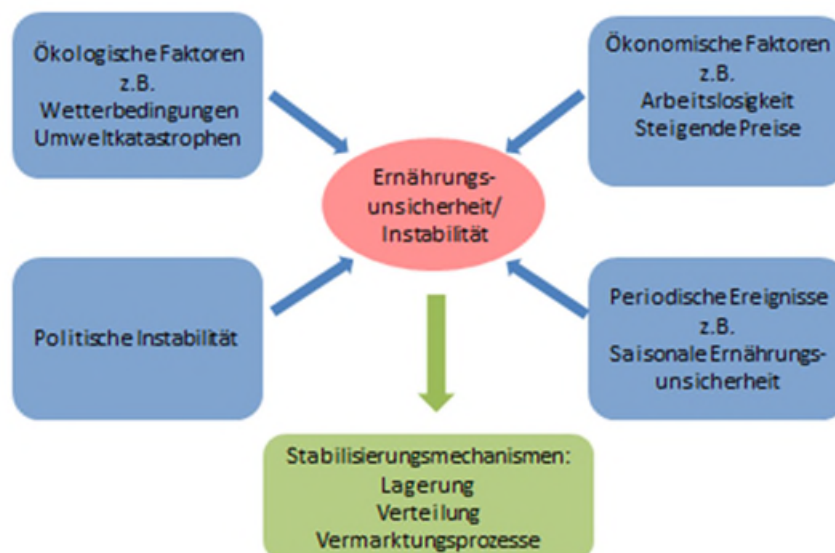 Ökologische Faktoren
z.B.
Wetterbedingungen
Umweltkatastrophen
Ökonomische Faktoren
z.B.
Arbeitslosigkeit
Steigende Preise
Ernährungs-
unsicherheit/
Instabilität
Politische Instabilität
Periodische Ereignisse
z.B.
Saisonale Ernährungs-
unsicherheit
Stabilisierungsmechanismen:
Lagerung
Verteilung
Vermarktungsprozesse